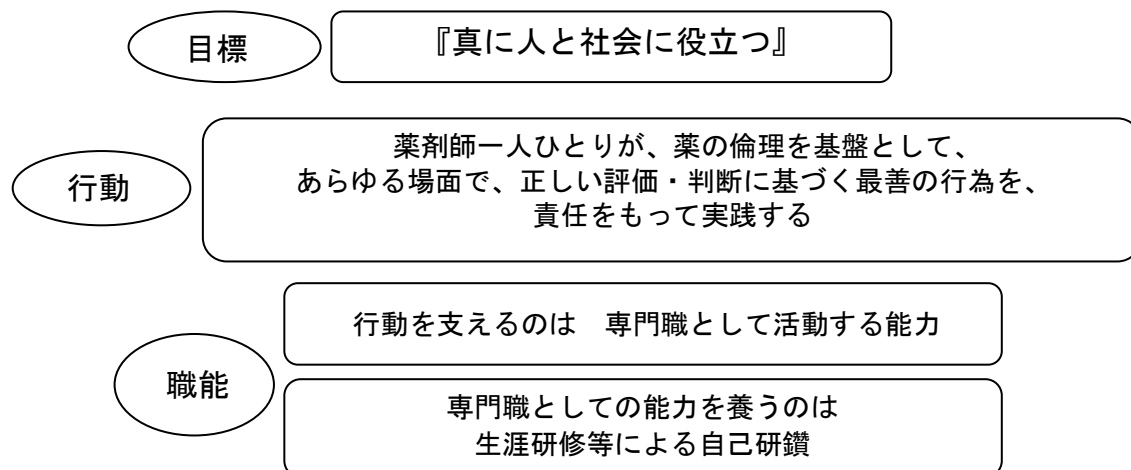 目標
『真に人と社会に役立つ』
行動
薬剤師一人ひとりが、薬の倫理を基盤として、
あらゆる場面で、正しい評価・判断に基づく最善の行為を、
責任をもって実践する
職能
行動を支えるのは　専門職として活動する能力
専門職としての能力を養うのは
生涯研修等による自己研鑽